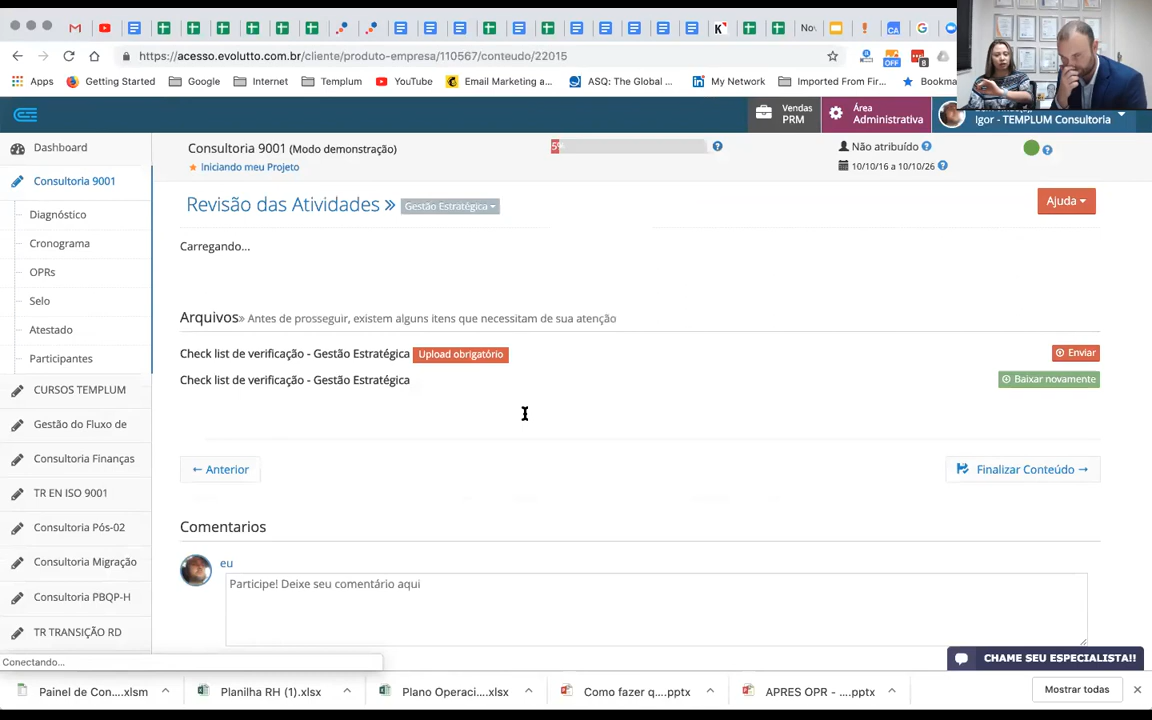 Nov
https://acesso.evolutto.com.br/cliente/produto-empresa/110567/conteudo/22015
OFF
8
Apps
Getting Started
Google
Internet
Templum
YouTube
Email Marketing a...
ASQ: The Global ...
My Network
Imported From Fir...
Bookma
Vendas PRM
Área Administrativa
Igor - TEMPLUM Consultoria
Dashboard
Consultoria 9001
Diagnóstico
Cronograma
OPRs
Selo
Atestado
Participantes
CURSOS TEMPLUM
Gestão do Fluxo de
Consultoria Finanças
TR EN ISO 9001
Consultoria Pós-02
Consultoria Migração
Consultoria PBQP-H
TR TRANSIÇÃO RD
Consultoria 9001 (Modo demonstração)
Iniciando meu Projeto
5%
Não atribuído
10/10/16 a 10/10/26
Revisão das Atividades » Gestão Estratégica
Ajuda
Carregando...
Arquivos» Antes de prosseguir, existem alguns itens que necessitam de sua atenção
Check list de verificação - Gestão Estratégica Upload obrigatório Enviar
Check list de verificação - Gestão Estratégica Baixar novamente
← Anterior
Finalizar Conteúdo →
Comentarios
eu
Participe! Deixe seu comentário aqui
CHAME SEU ESPECIALISTA!!
Conectando...
Painel de Con....xlsm
Planilha RH (1).xlsx
Plano Operaci....xlsx
Como fazer q....pptx
APRES OPR - ....pptx
Mostrar todas